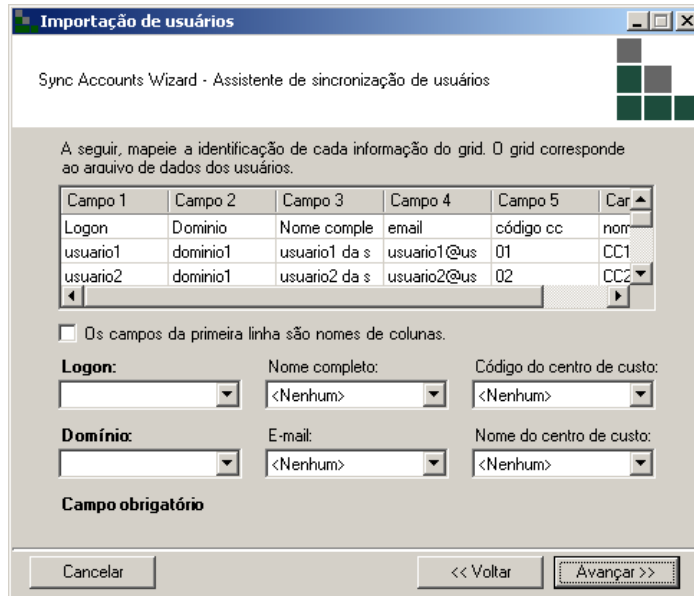 Importação de usuários
Sync Accounts Wizard - Assistente de sincronização de usuários
A seguir, mapeie a identificação de cada informação do grid. O grid corresponde
ao arquivo de dados dos usuários.
Campo 1 Campo 2 Campo 3 Campo 4 Campo 5 Car
Logon Dominio Nome comple email código cc nom
usuario1 dominio1 usuario1 da s usuario1@us 01 CC1
usuario2 dominio1 usuario2 da s usuario2@us 02 CC2
Os campos da primeira linha são nomes de colunas.
Logon: Nome completo: Código do centro de custo:
<Nenhum> <Nenhum>
Domínio: E-mail: Nome do centro de custo:
<Nenhum> <Nenhum>
Campo obrigatório
Cancelar << Voltar Avançar >>